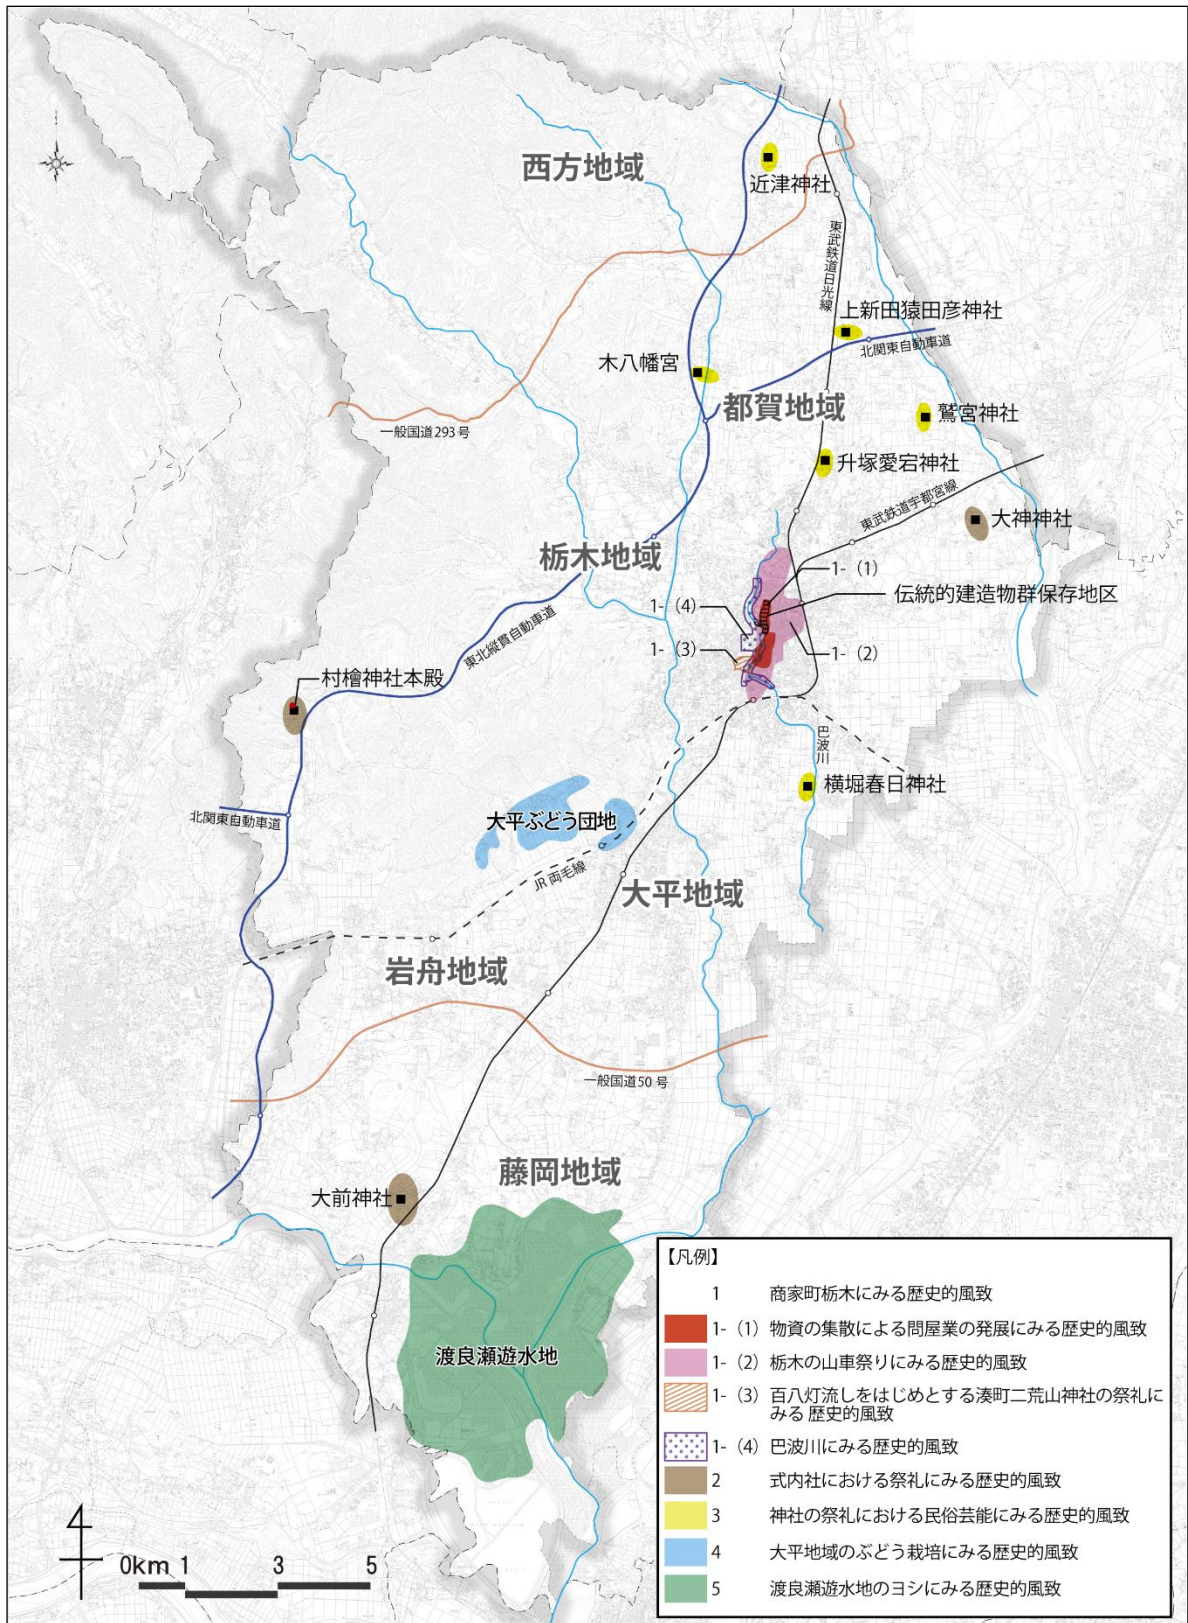 西方地域
近津神社
東武鉄道日光線
上新田猿田彦神社
北関東自動車道
木八幡宮
都賀地域
鷲宮神社
一般国道293号
升塚愛宕神社
東武鉄道宇都宮線
大神神社
栃木地域
1-（1）
伝統的建造物群保存地区
1-（4）
1-（3）
1-（2）
東北縦貫自動車道
村檜神社本殿
巴波川
横堀春日神社
北関東自動車道
大平ぶどう団地
JR両毛線
大平地域
岩舟地域
一般国道50号
藤岡地域
大前神社
渡良瀬遊水地
【凡例】
1 商家町栃木にみる歴史的風致
1-（1）物資の集散による問屋業の発展にみる歴史的風致
1-（2）栃木の山車祭りにみる歴史的風致
1-（3）百八灯流しをはじめとする湊町二荒山神社の祭礼に
みる 歴史的風致
1-（4）巴波川にみる歴史的風致
2 式内社における祭礼にみる歴史的風致
3 神社の祭礼における民俗芸能にみる歴史的風致
4 大平地域のぶどう栽培にみる歴史的風致
5 渡良瀬遊水地のヨシにみる歴史的風致
0km 1 3 5